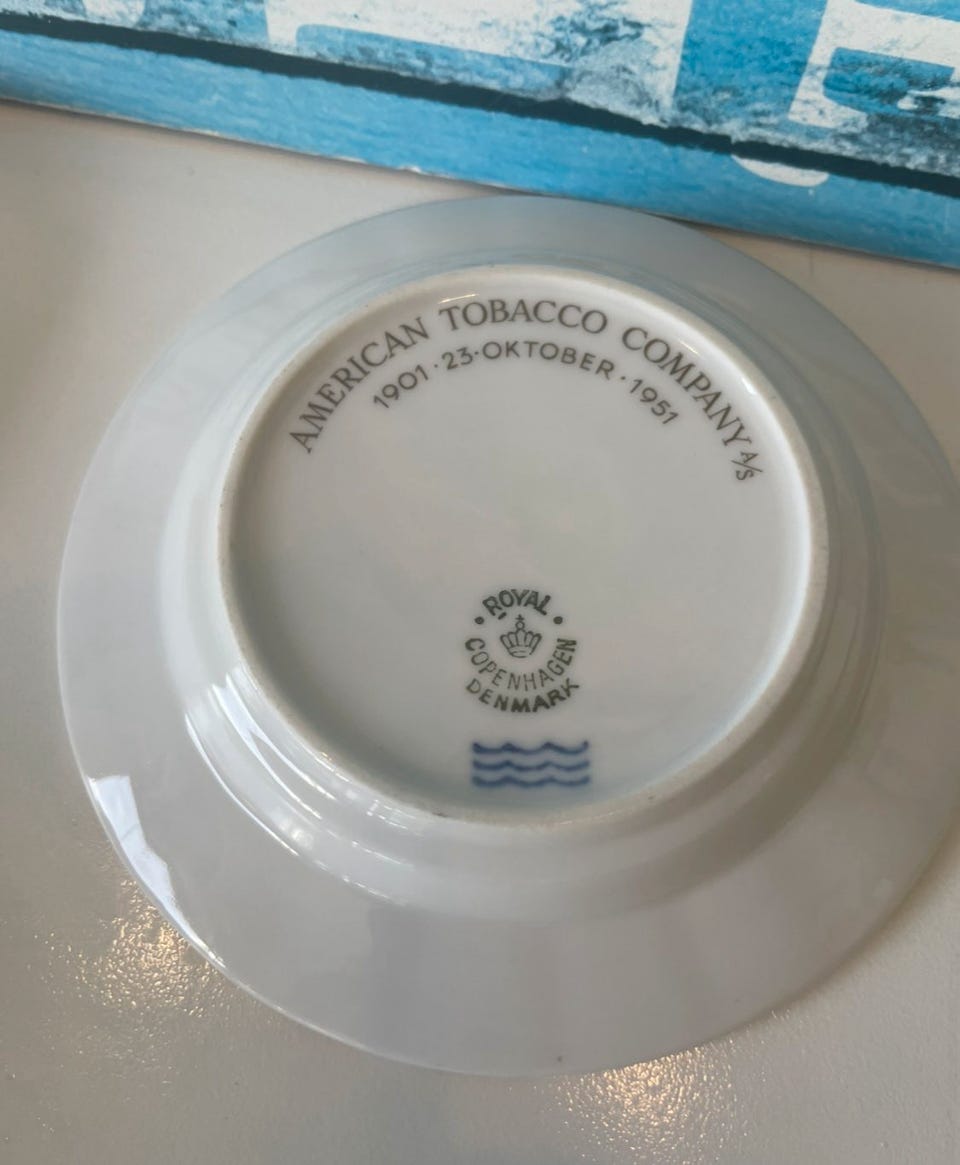 AMERICAN TOBACCO COMPANY A/S
1901·23·OKTOBER·1951
ROYAL
COPENHAGEN
DENMARK